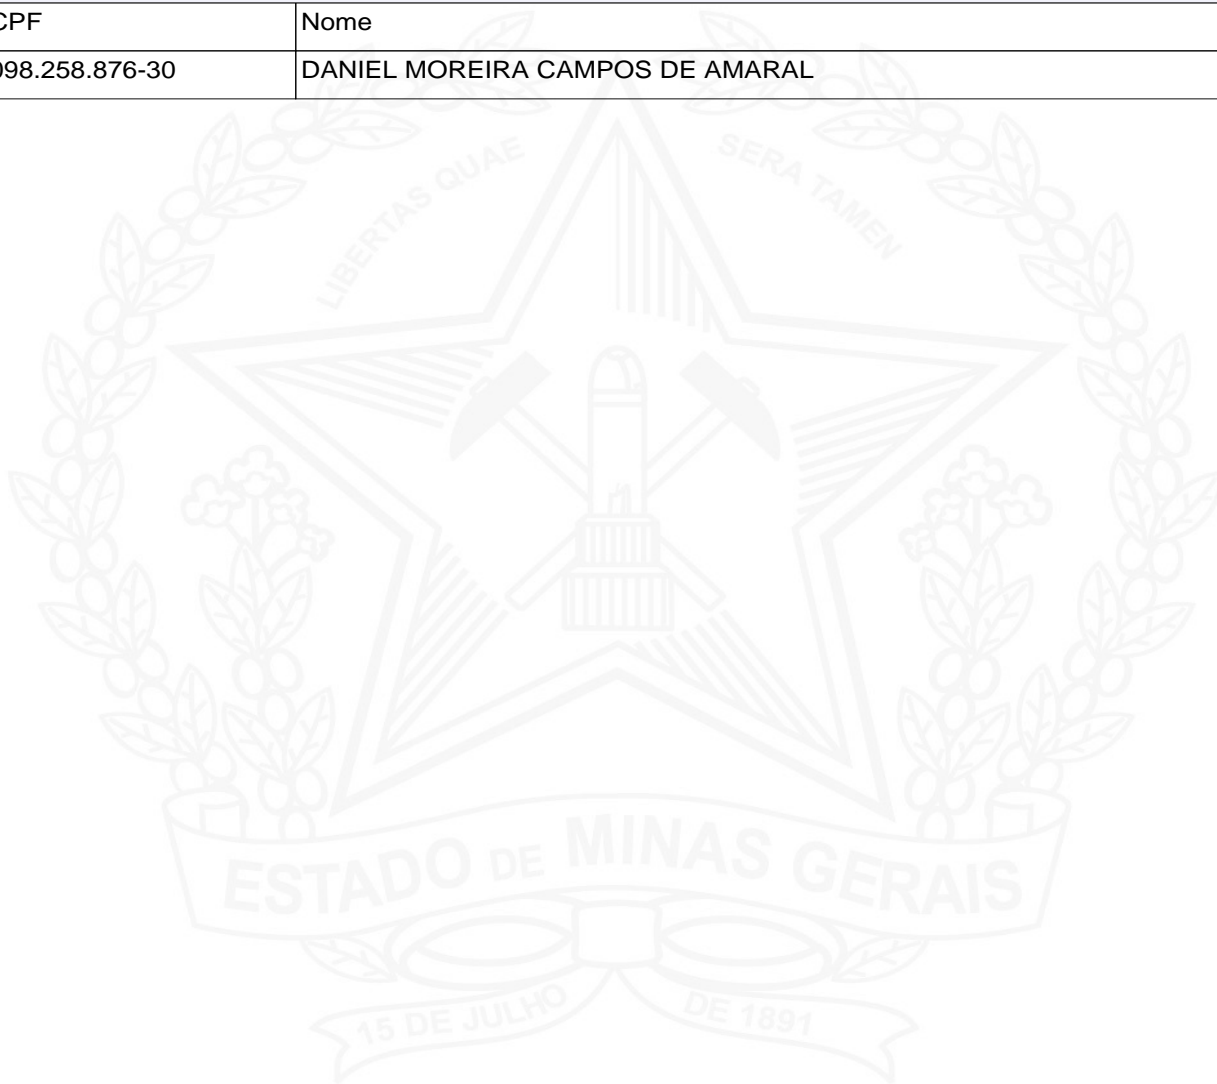 CPF Nome
098.258.876-30 DANIEL MOREIRA CAMPOS DE AMARAL
LIBERTAS QUAE SERA TAMEN
ESTADO DE MINAS GERAIS
15 DE JULHO DE 1891